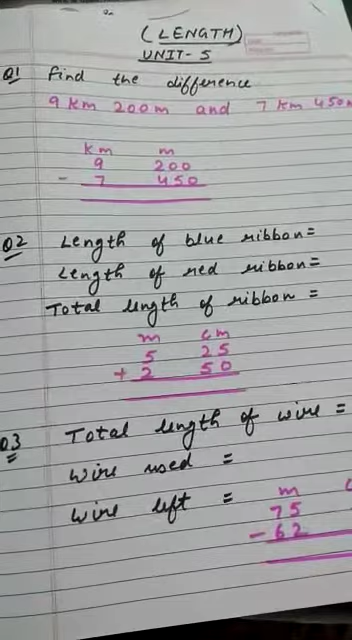 (LENGTH)
UNIT-5
Q1 Find the difference
9 km 200m and 7 km 450m
km m
9 200
- 7 450
Q2 Length of blue ribbon=
Length of red ribbon=
Total length of ribbon =
m cm
5 25
+ 2 50
Q3 Total length of wire =
wire used =
wire left =
m
75
- 62